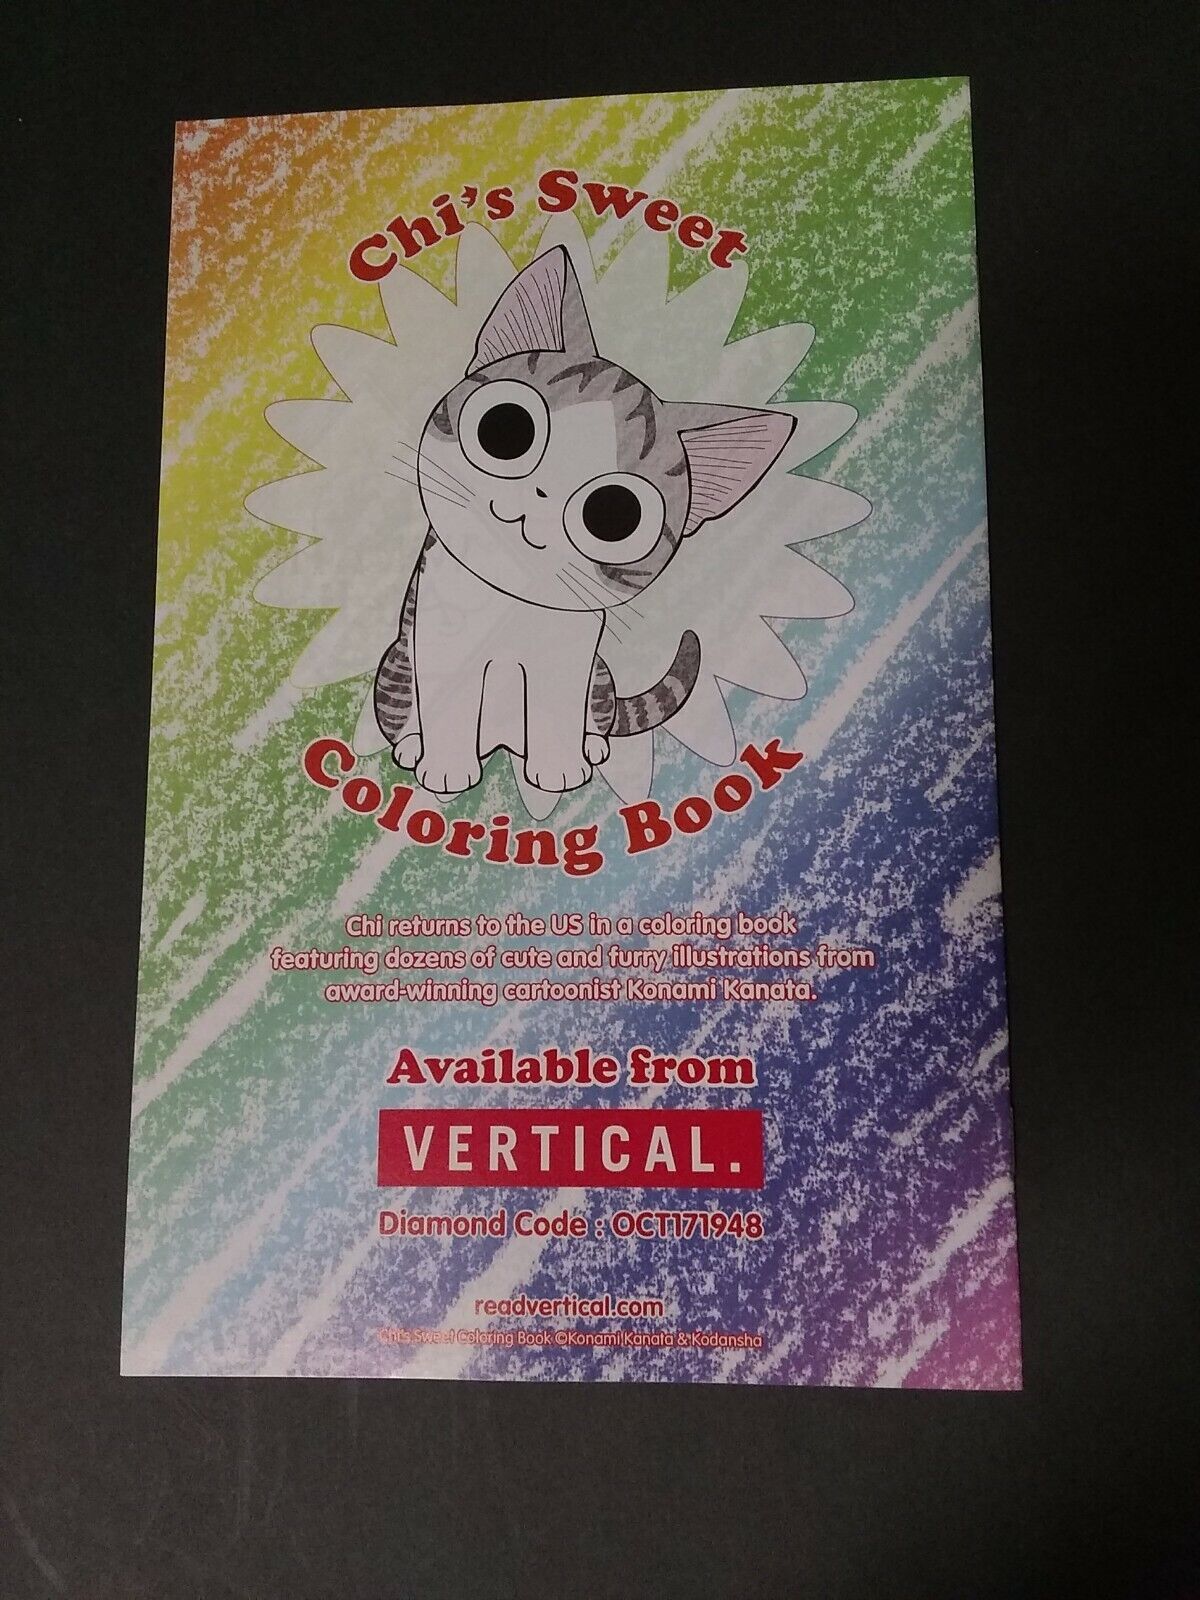 Chi's Sweet
Coloring Book
Chi returns to the US in a coloring book
featuring dozens of cute and furry illustrations from
award-winning cartoonist Konami Kanata.
Available from
VERTICAL.
Diamond Code : OCT171948
readvertical.com
Chi's Sweet Coloring Book ©Konami Kanata & Kodansha